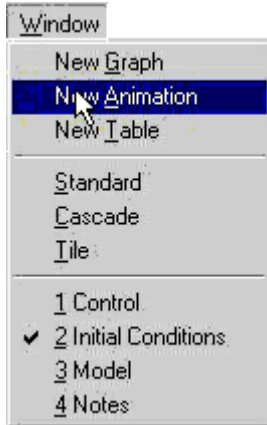 Window
New Graph
New Animation
New Table
Standard
Cascade
Tile
1 Control
2 Initial Conditions
3 Model
4 Notes